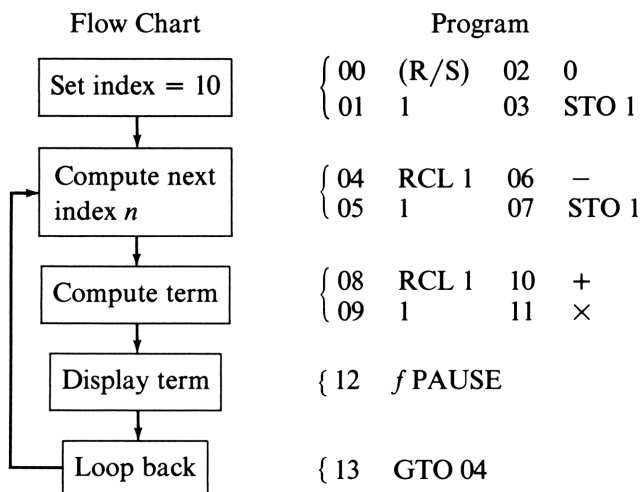 Flow Chart Program
Set index = 10
00 (R/S) 02 0
01 1 03 STO 1
Compute next
index n
04 RCL 1 06 −
05 1 07 STO 1
Compute term
08 RCL 1 10 +
09 1 11 ×
Display term
12 f PAUSE
Loop back
13 GTO 04